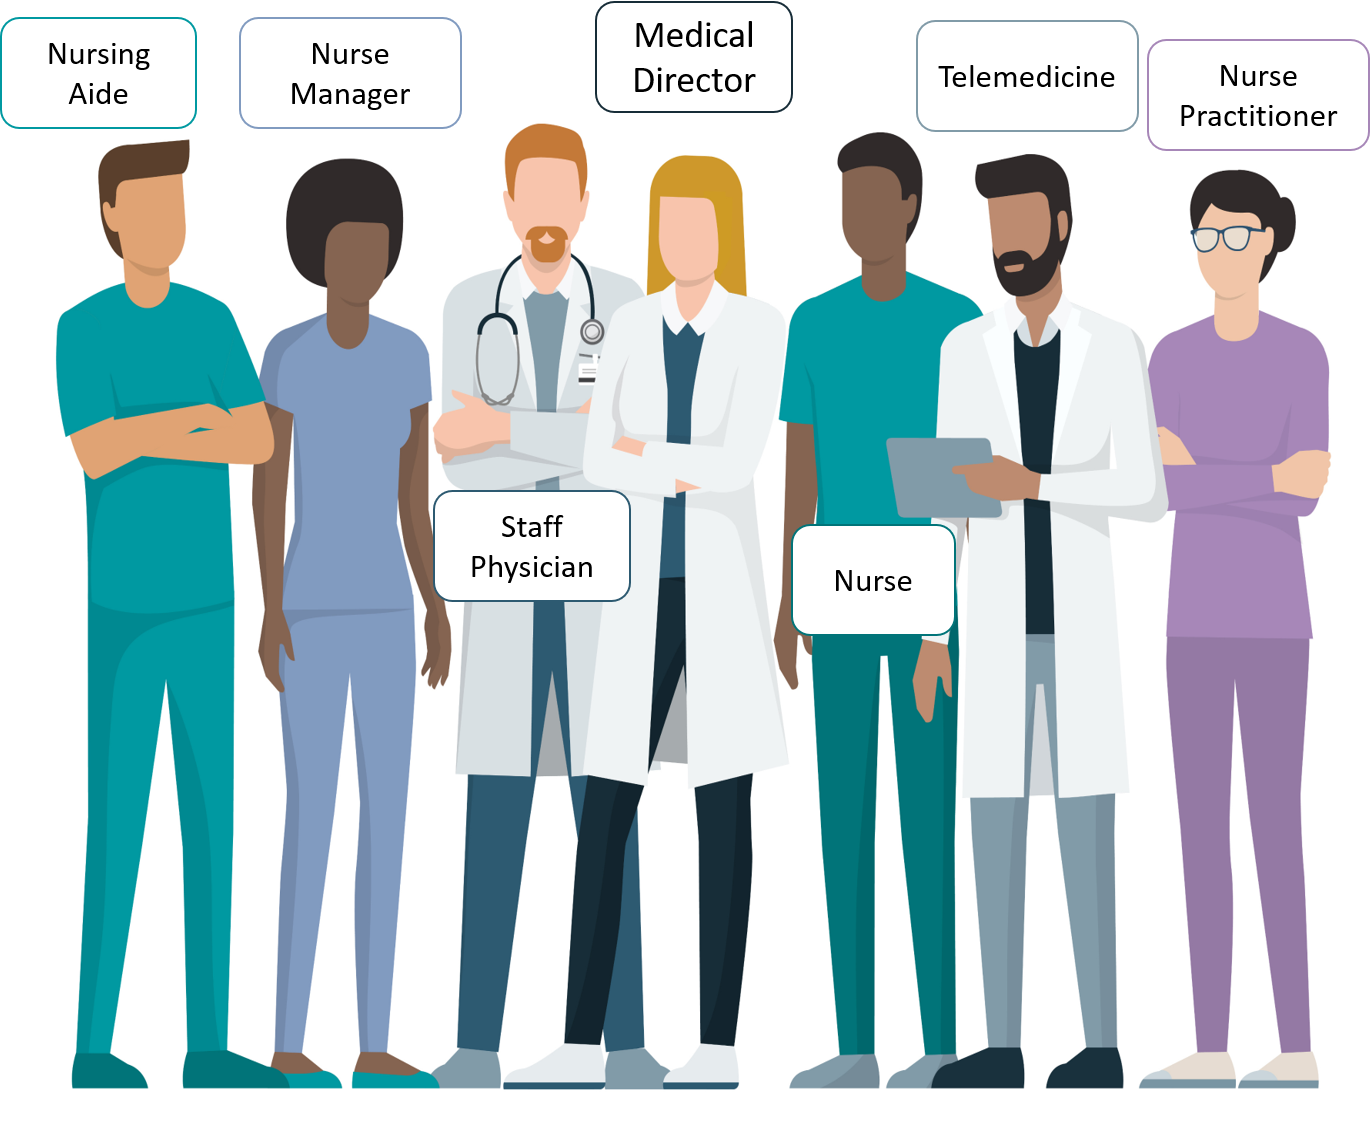 Nursing
Aide
Nurse
Manager
Medical
Director
Telemedicine
Nurse
Practitioner
Staff
Physician
Nurse